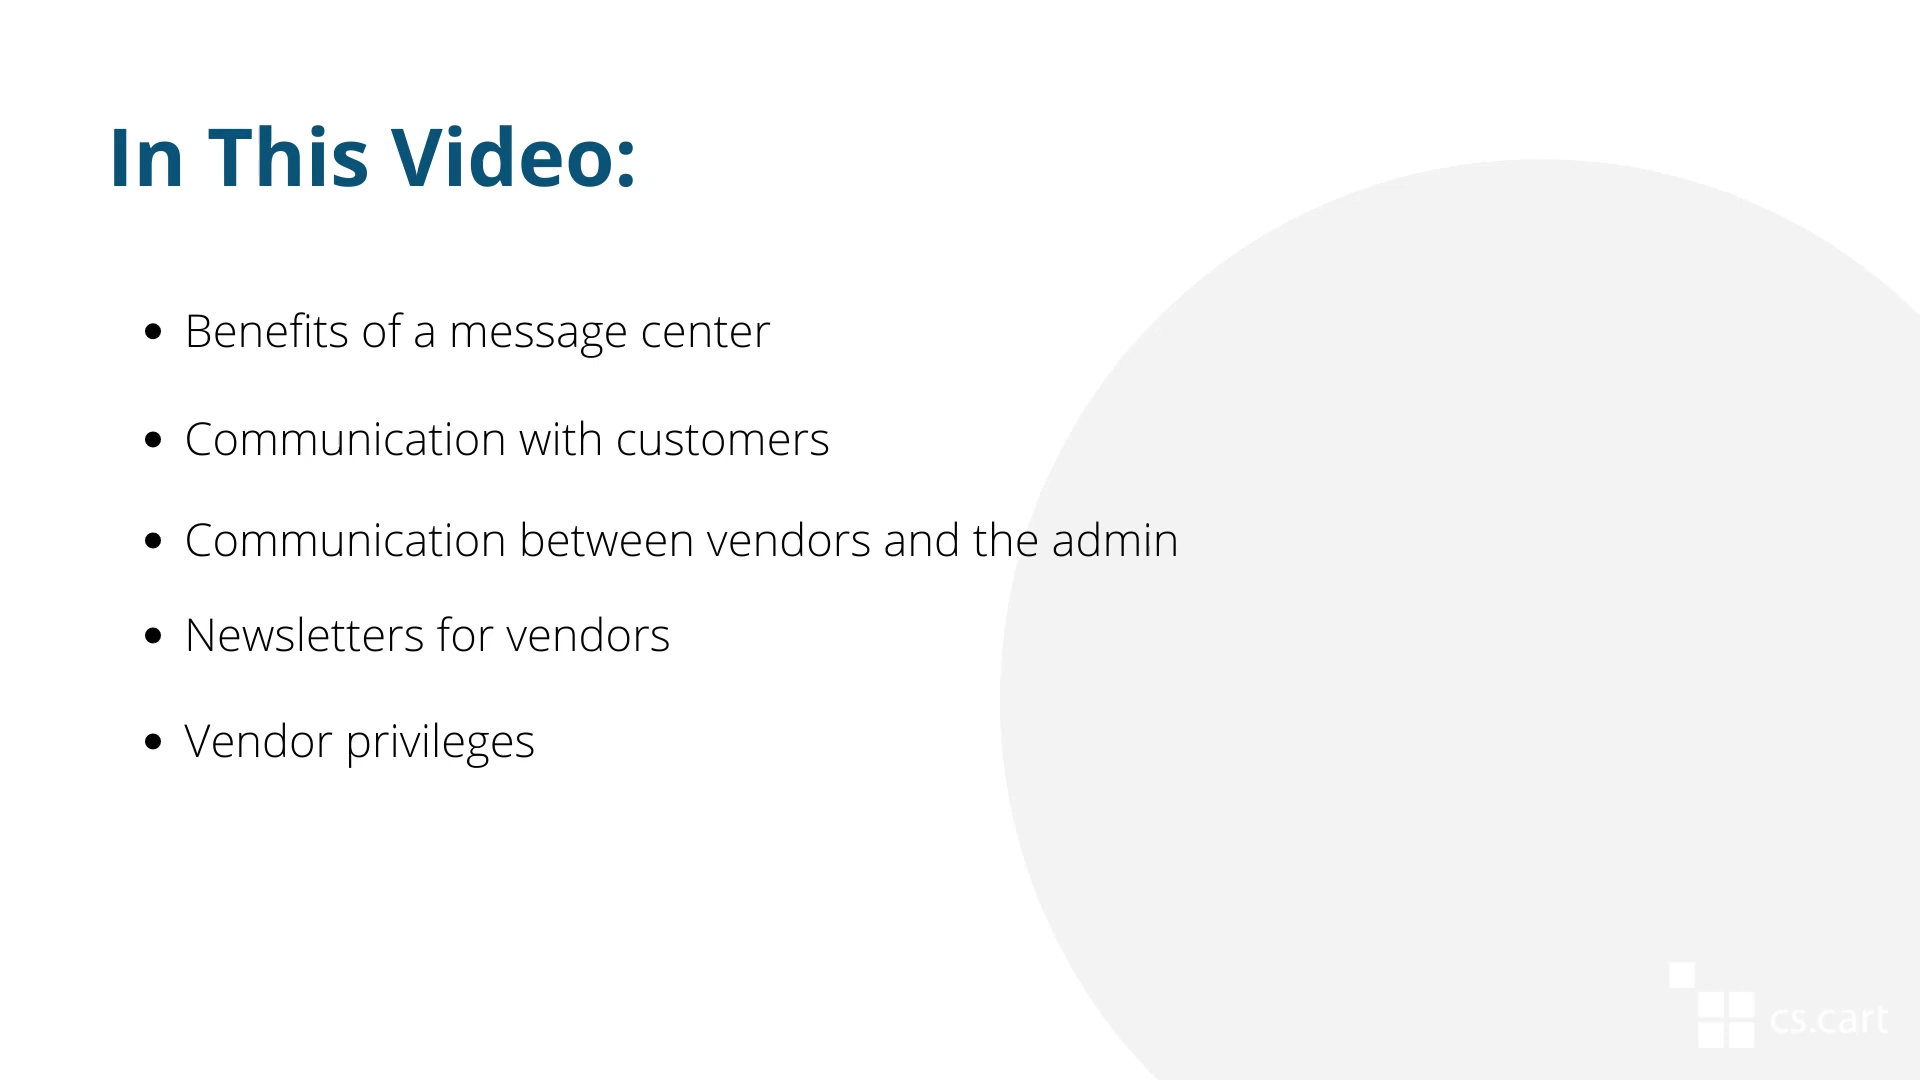 In This Video:
• Benefits of a message center
• Communication with customers
• Communication between vendors and the admin
• Newsletters for vendors
• Vendor privileges
cs.cart